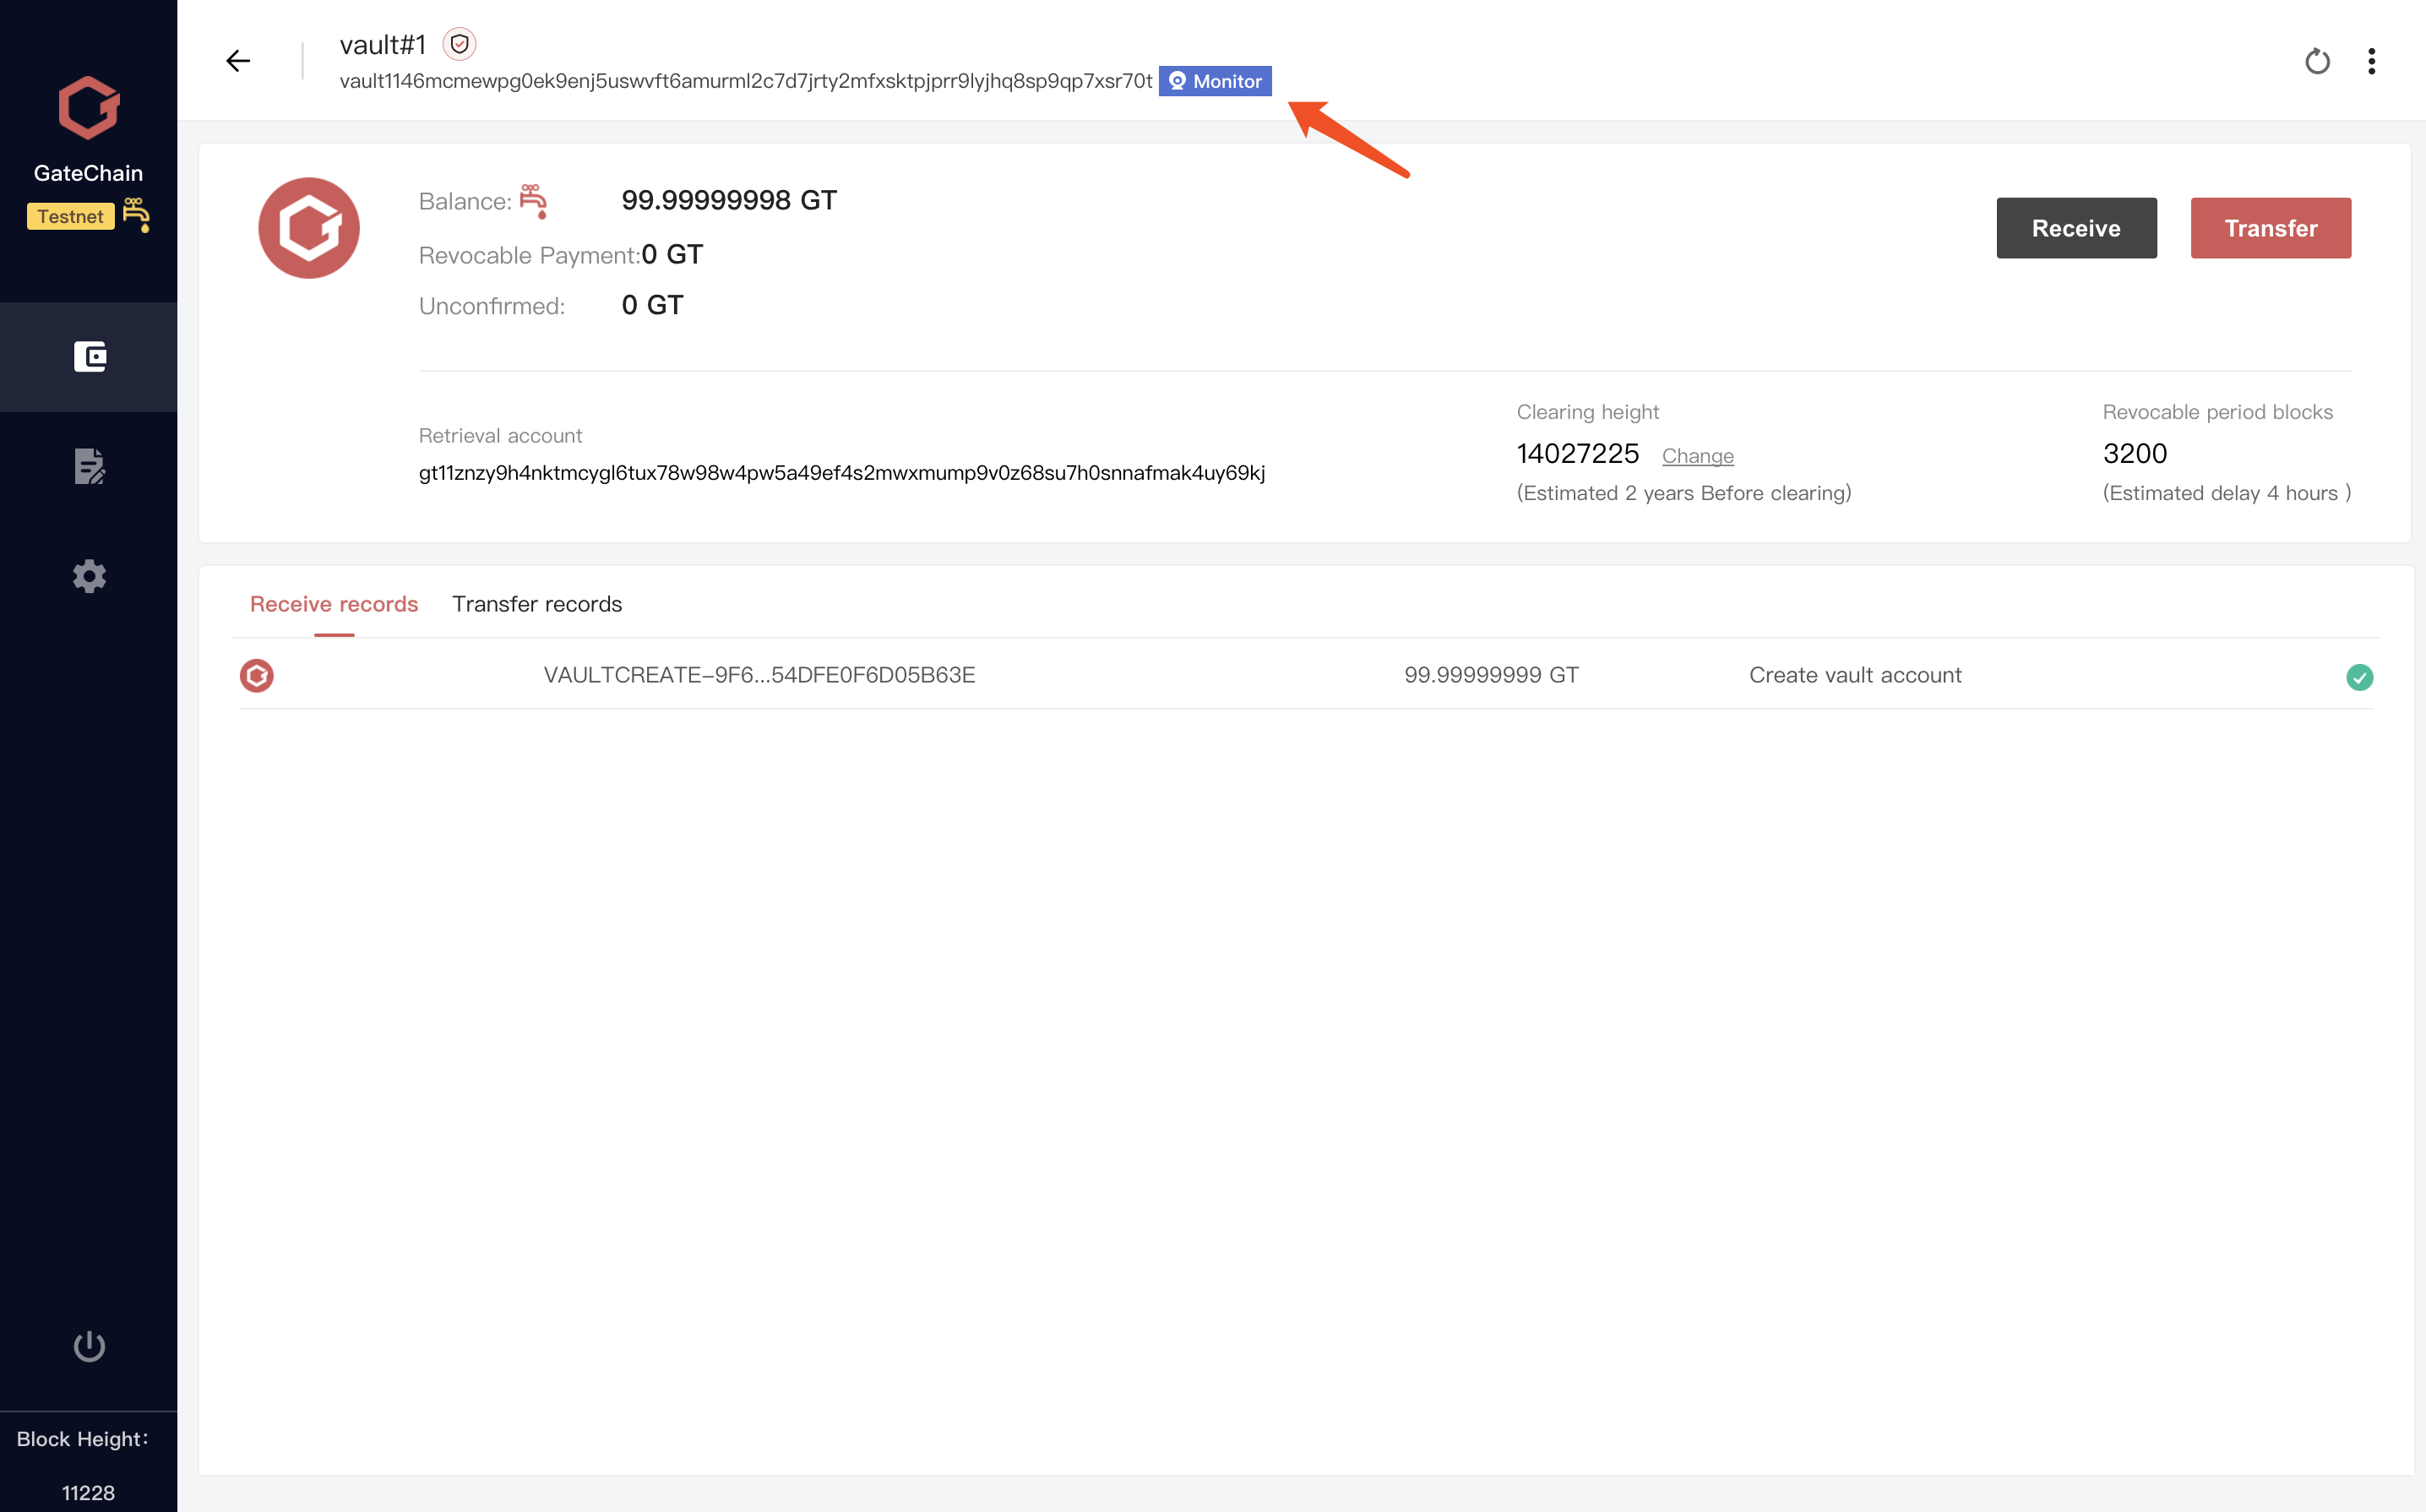 GateChain
Testnet
Block Height:
11228
vault#1
vault1146mcmewpg0ek9enj5uswvft6amurml2c7d7jrty2mfxsktpjprr9lyjhq8sp9qp7xsr70t Monitor
Balance: 99.99999998 GT
Revocable Payment:0 GT
Unconfirmed: 0 GT
Receive
Transfer
Retrieval account
gt11znzy9h4nktmcygl6tux78w98w4pw5a49ef4s2mwxmump9v0z68su7h0snnafmak4uy69kj
Clearing height
14027225 Change
(Estimated 2 years Before clearing)
Revocable period blocks
3200
(Estimated delay 4 hours )
Receive records Transfer records
VAULTCREATE-9F6...54DFE0F6D05B63E 99.99999999 GT Create vault account